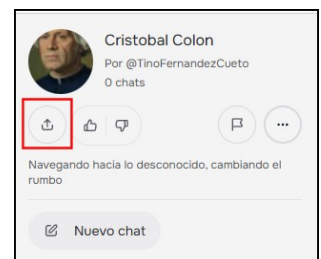 Cristobal Colon
Por @TinoFernandezCueto
0 chats
Navegando hacia lo desconocido, cambiando el
rumbo
Nuevo chat